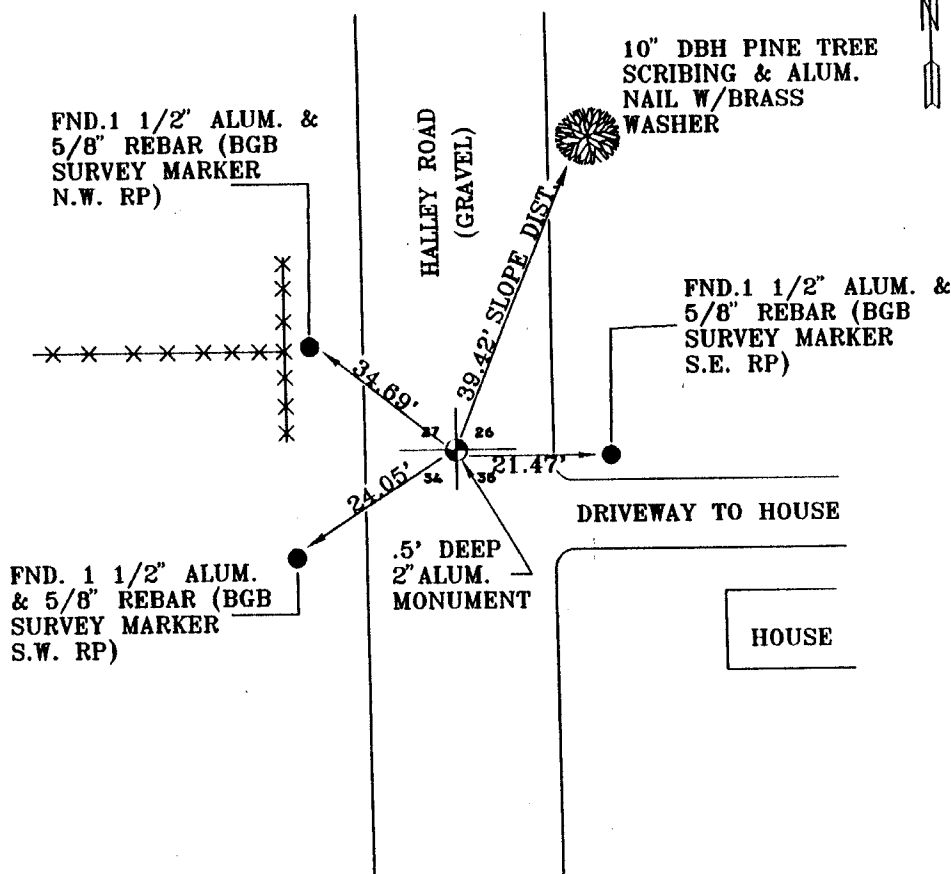 N
10" DBH PINE TREE
SCRIBING & ALUM.
NAIL W/BRASS
WASHER
FND.1 1/2" ALUM. &
5/8" REBAR (BGB
SURVEY MARKER
N.W. RP)
HALLEY ROAD
(GRAVEL)
39.42' SLOPE DIST.
FND.1 1/2" ALUM. &
5/8" REBAR (BGB
SURVEY MARKER
S.E. RP)
34.69'
27 26
21.47'
34 36
24.05'
DRIVEWAY TO HOUSE
.5' DEEP
2" ALUM.
MONUMENT
FND. 1 1/2" ALUM.
& 5/8" REBAR (BGB
SURVEY MARKER
S.W. RP)
HOUSE